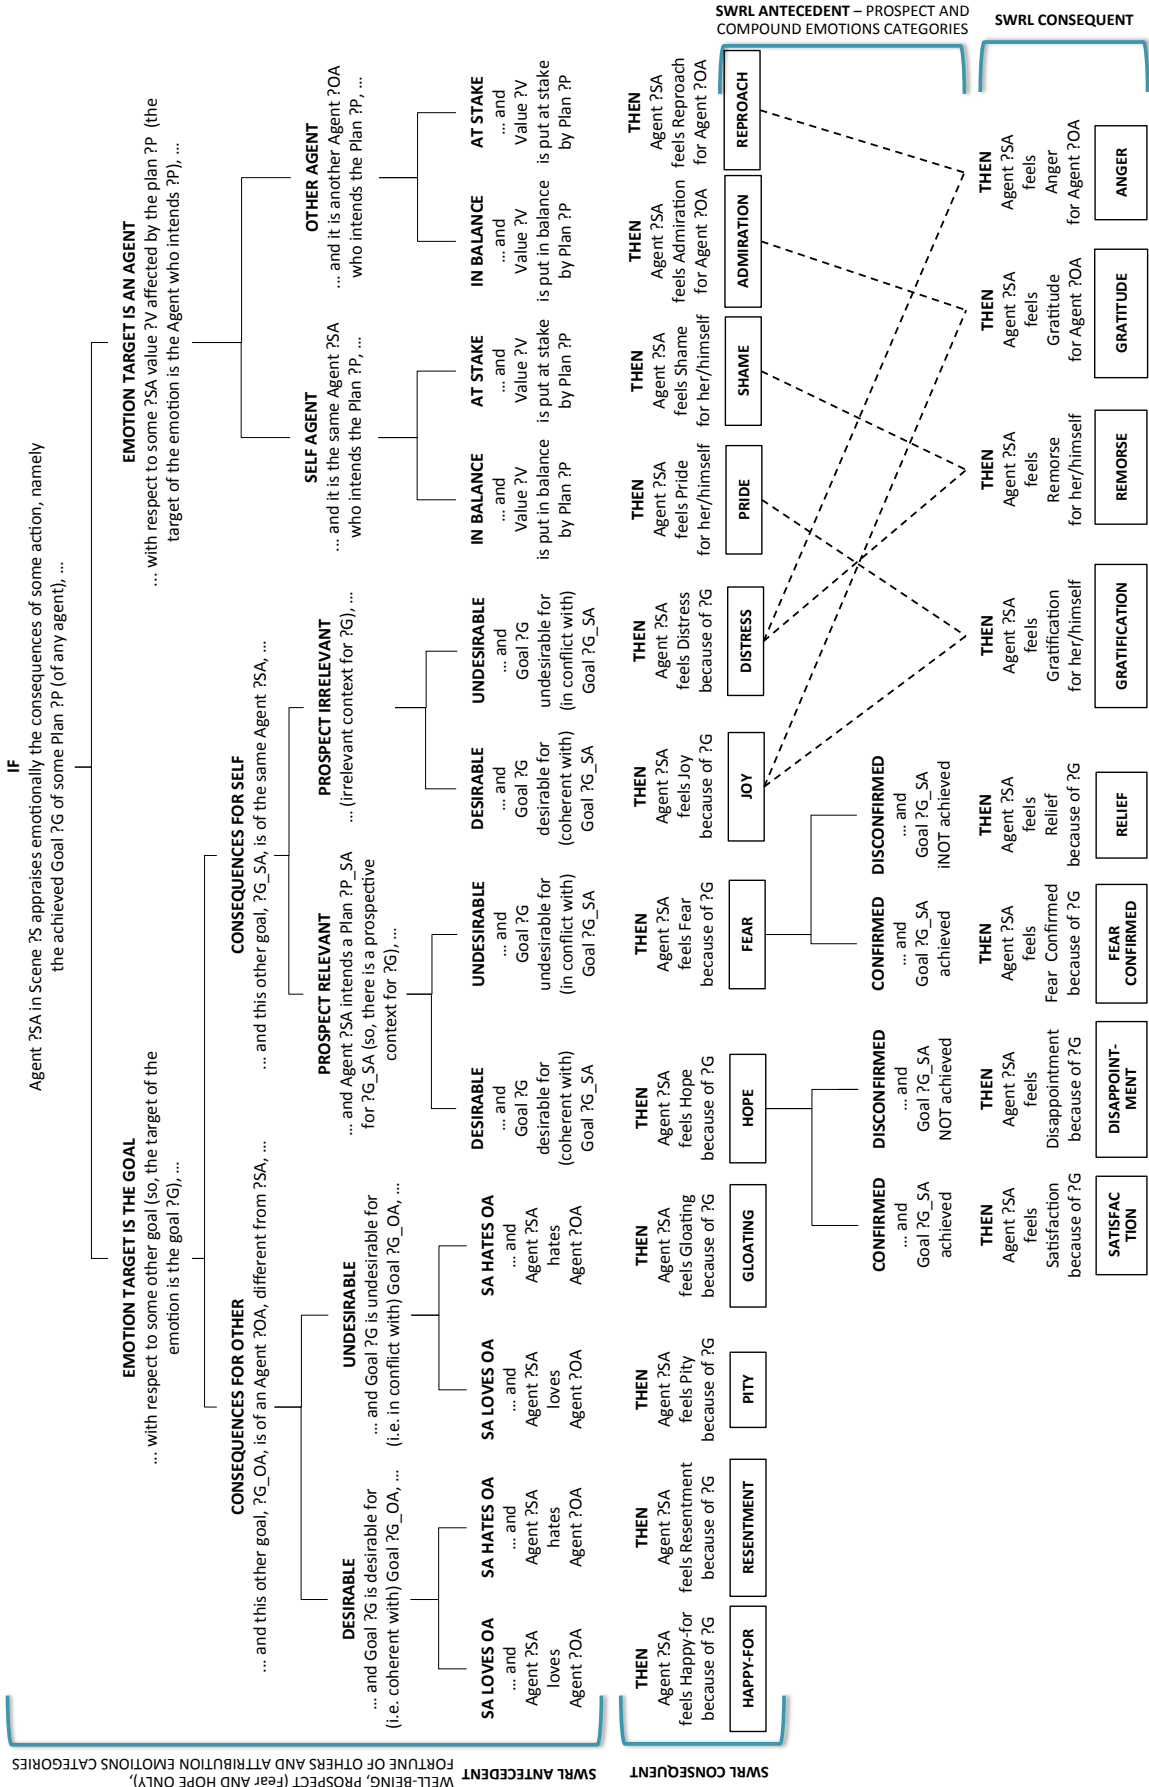 IF
Agent ?SA in Scene ?S appraises emotionally the consequences of some action, namely
the achieved Goal ?G of some Plan ?P (of any agent), ...
EMOTION TARGET IS THE GOAL
... with respect to some other goal (so, the target of the
emotion is the goal ?G), ...
EMOTION TARGET IS AN AGENT
... with respect to some ?SA value ?V affected by the plan ?P (the
target of the emotion is the Agent who intends ?P), ...
CONSEQUENCES FOR OTHER
... and this other goal, ?G_OA, is of an Agent ?OA, different from ?SA, ...
CONSEQUENCES FOR SELF
... and this other goal, ?G_SA, is of the same Agent ?SA, ...
SELF AGENT
... and it is the same Agent ?SA
who intends the Plan ?P, ...
OTHER AGENT
... and it is another Agent ?OA
who intends the Plan ?P, ...
DESIRABLE
... and Goal ?G is desirable for
(i.e. coherent with) Goal ?G_OA, ...
UNDESIRABLE
... and Goal ?G is undesirable for
(i.e. in conflict with) Goal ?G_OA, ...
PROSPECT RELEVANT
... and Agent ?SA intends a Plan ?P_SA
for ?G_SA (so, there is a prospective
context for ?G), ...
PROSPECT IRRELEVANT
... (irrelevant context for ?G), ...
SA LOVES OA
... and
Agent ?SA
loves
Agent ?OA
SA HATES OA
... and
Agent ?SA
hates
Agent ?OA
SA LOVES OA
... and
Agent ?SA
loves
Agent ?OA
SA HATES OA
... and
Agent ?SA
hates
Agent ?OA
DESIRABLE
... and
Goal ?G
desirable for
(coherent with)
Goal ?G_SA
UNDESIRABLE
... and
Goal ?G
undesirable for
(in conflict with)
Goal ?G_SA
DESIRABLE
... and
Goal ?G
desirable for
(coherent with)
Goal ?G_SA
UNDESIRABLE
... and
Goal ?G
undesirable for
(in conflict with)
Goal ?G_SA
IN BALANCE
... and
Value ?V
is put in balance
by Plan ?P
AT STAKE
... and
Value ?V
is put at stake
by Plan ?P
IN BALANCE
... and
Value ?V
is put in balance
by Plan ?P
AT STAKE
... and
Value ?V
is put at stake
by Plan ?P
SWRL ANTECEDENT
WELL-BEING, PROSPECT (Fear AND HOPE ONLY),
FORTUNE OF OTHERS AND ATTRIBUTION EMOTIONS CATEGORIES
THEN
Agent ?SA
feels Happy-for
because of ?G
HAPPY-FOR
THEN
Agent ?SA
feels Resentment
because of ?G
RESENTMENT
THEN
Agent ?SA
feels Pity
because of ?G
PITY
THEN
Agent ?SA
feels Gloating
because of ?G
GLOATING
THEN
Agent ?SA
feels Hope
because of ?G
HOPE
THEN
Agent ?SA
feels Fear
because of ?G
FEAR
THEN
Agent ?SA
feels Joy
because of ?G
JOY
THEN
Agent ?SA
feels Distress
because of ?G
DISTRESS
THEN
Agent ?SA
feels Pride
for her/himself
PRIDE
THEN
Agent ?SA
feels Shame
for her/himself
SHAME
THEN
Agent ?SA
feels Admiration
for Agent ?OA
ADMIRATION
THEN
Agent ?SA
feels Reproach
for Agent ?OA
REPROACH
SWRL CONSEQUENT
SWRL ANTECEDENT – PROSPECT AND
COMPOUND EMOTIONS CATEGORIES
CONFIRMED
... and
Goal ?G_SA
achieved
DISCONFIRMED
... and
Goal ?G_SA
NOT achieved
CONFIRMED
... and
Goal ?G_SA
achieved
DISCONFIRMED
... and
Goal ?G_SA
iNOT achieved
THEN
Agent ?SA
feels
Satisfaction
because of ?G
SATISFAC
TION
THEN
Agent ?SA
feels
Disappointment
because of ?G
DISAPPOINT-
MENT
THEN
Agent ?SA
feels
Fear Confirmed
because of ?G
FEAR
CONFIRMED
THEN
Agent ?SA
feels
Relief
because of ?G
RELIEF
THEN
Agent ?SA
feels
Gratification
for her/himself
GRATIFICATION
THEN
Agent ?SA
feels
Remorse
for her/himself
REMORSE
THEN
Agent ?SA
feels
Gratitude
for Agent ?OA
GRATITUDE
THEN
Agent ?SA
feels
Anger
for Agent ?OA
ANGER
SWRL CONSEQUENT